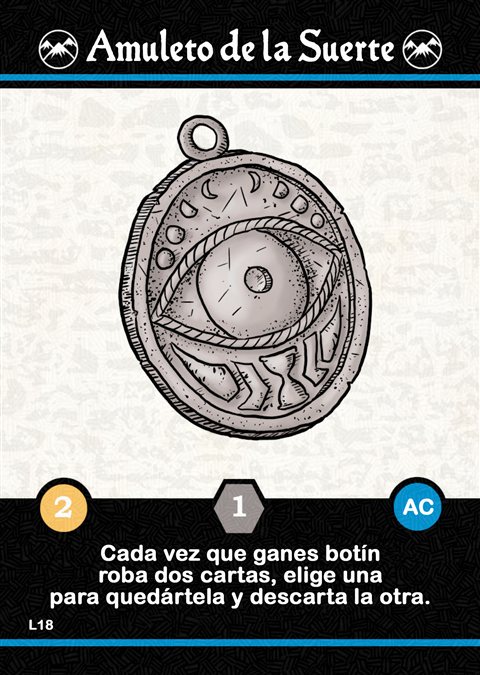 Amuleto de la Suerte
2
1
AC
Cada vez que ganes botín
roba dos cartas, elige una
para quedártela y descarta la otra.
L18